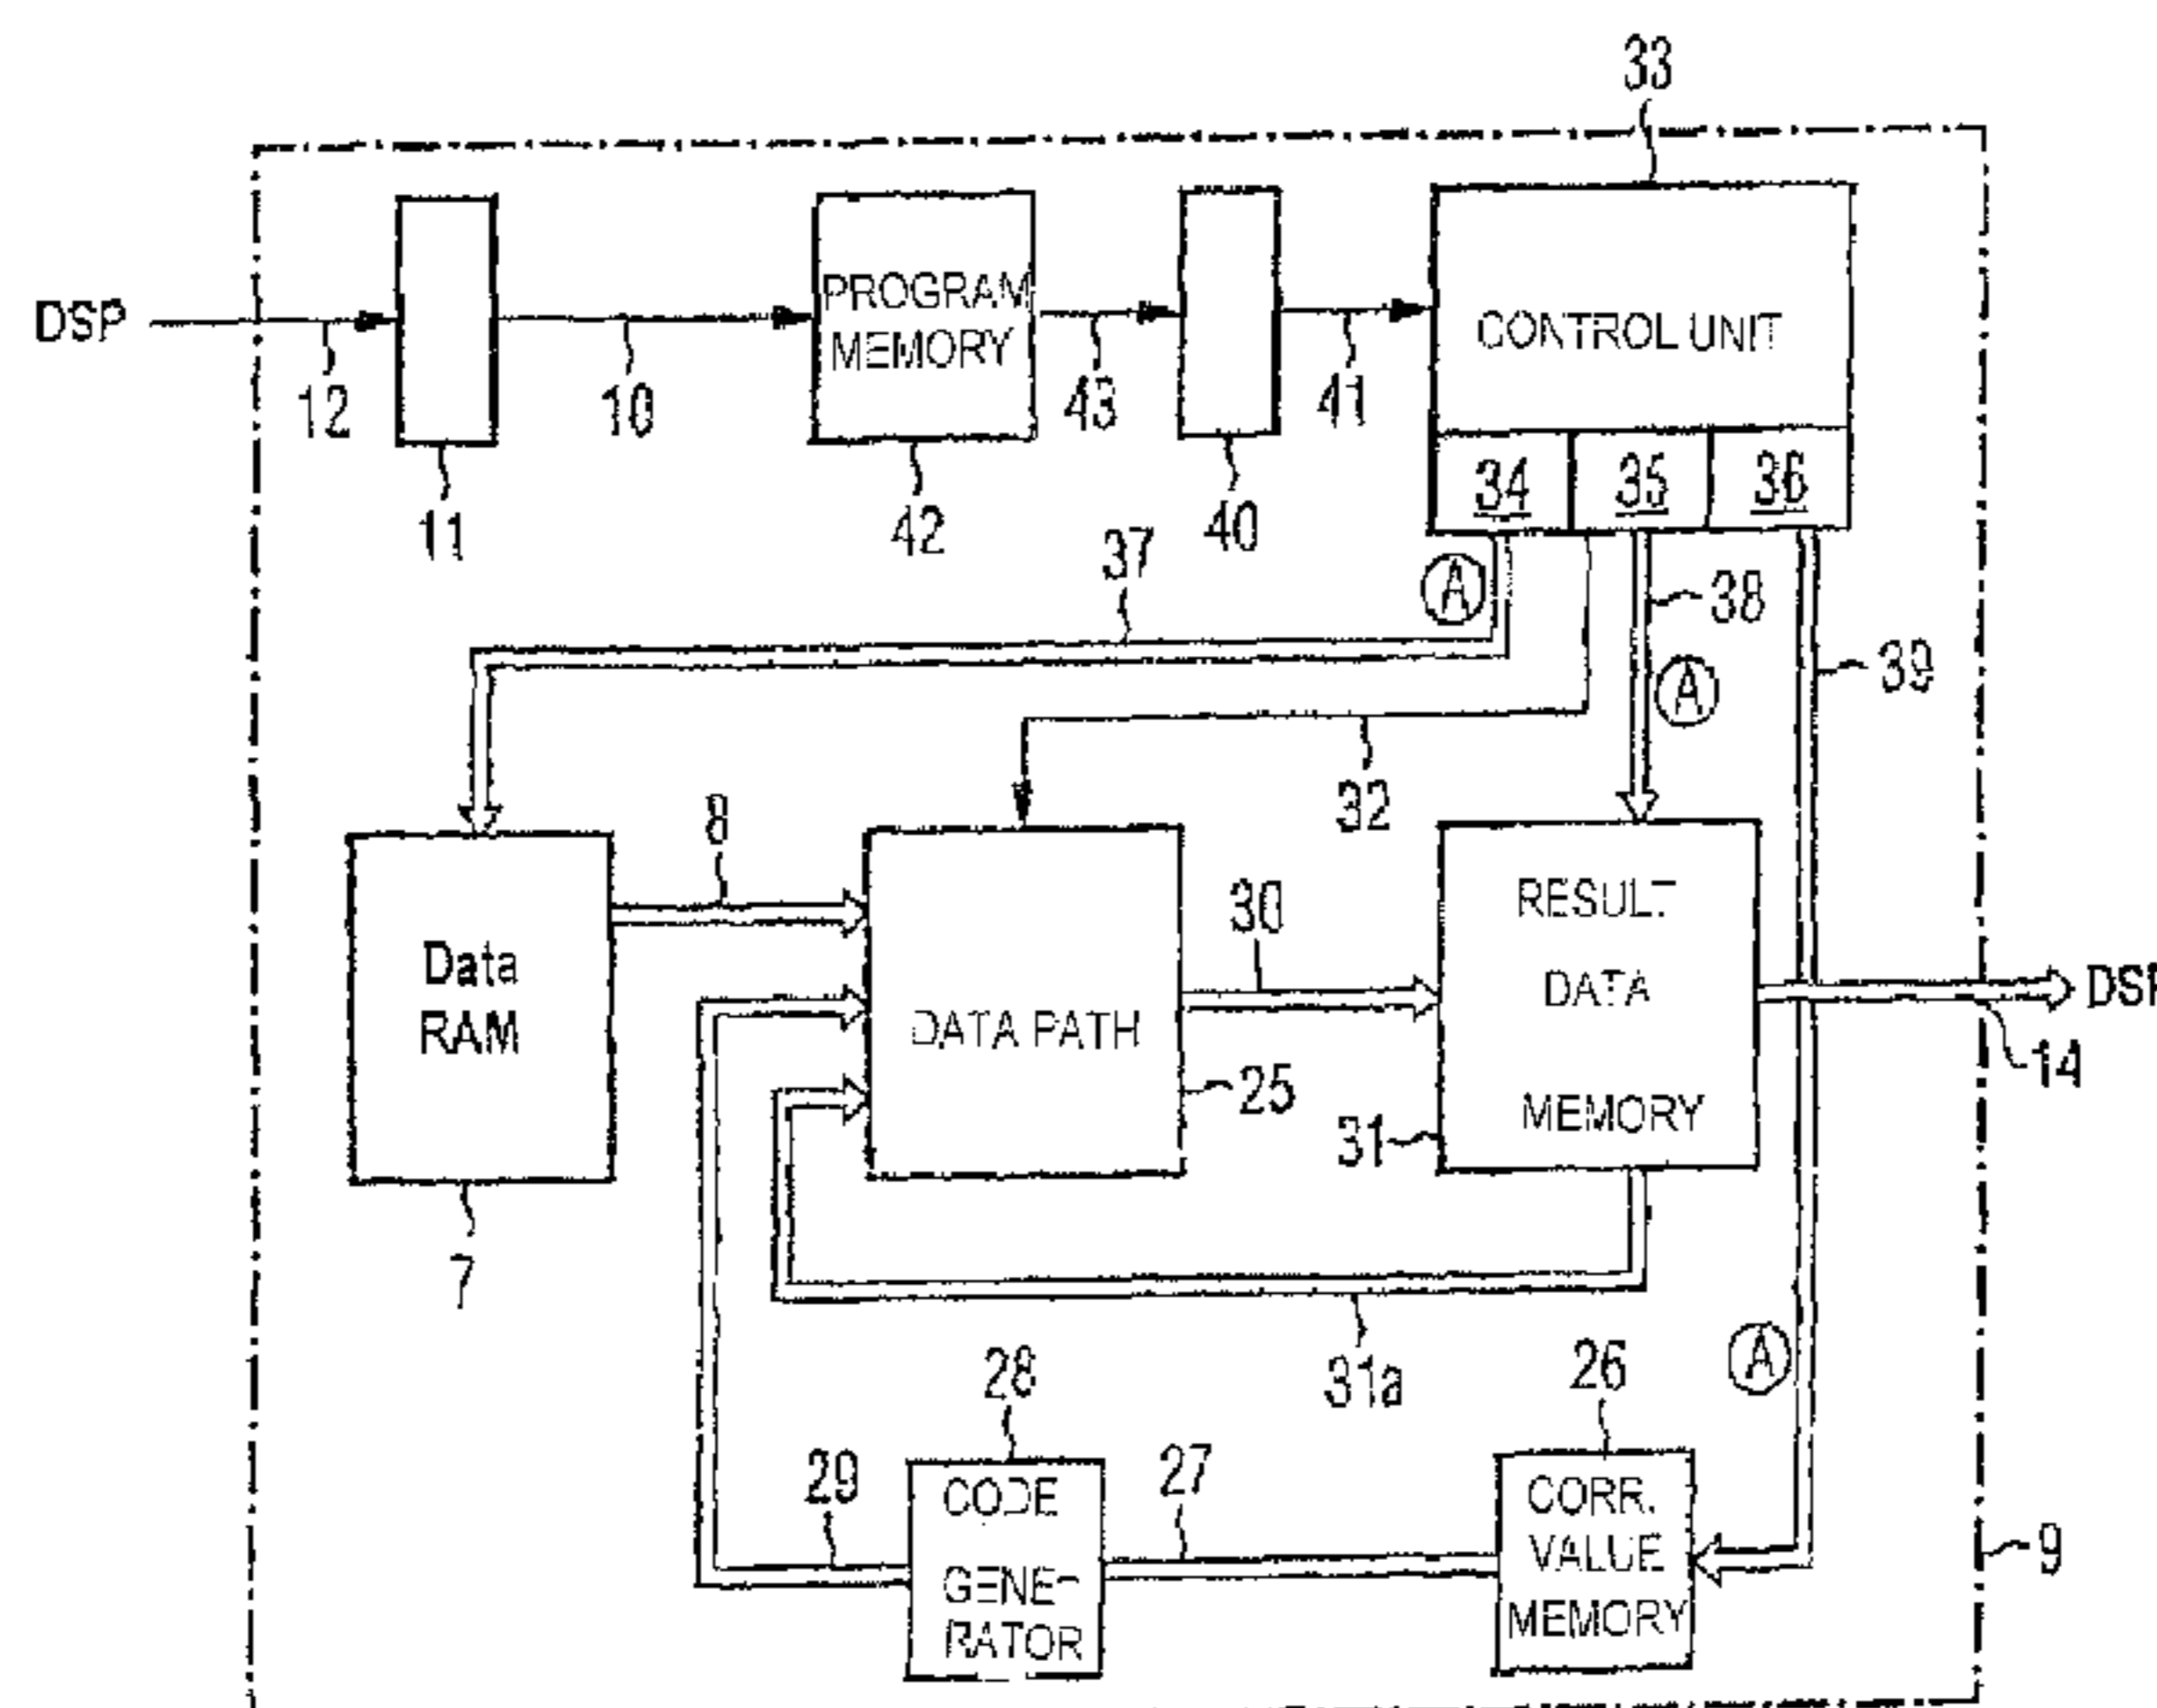 33
DSP
12
11
10
PROGRAM
MEMORY
42
43
40
41
CONTROL UNIT
34
35
36
37
A
38
A
39
32
8
Data
RAM
7
DATA PATH
25
30
RESULT
DATA
MEMORY
31
DSP
14
31a
A
28
CODE
GENE-
RATOR
29
27
26
CORR.
VALUE
MEMORY
9